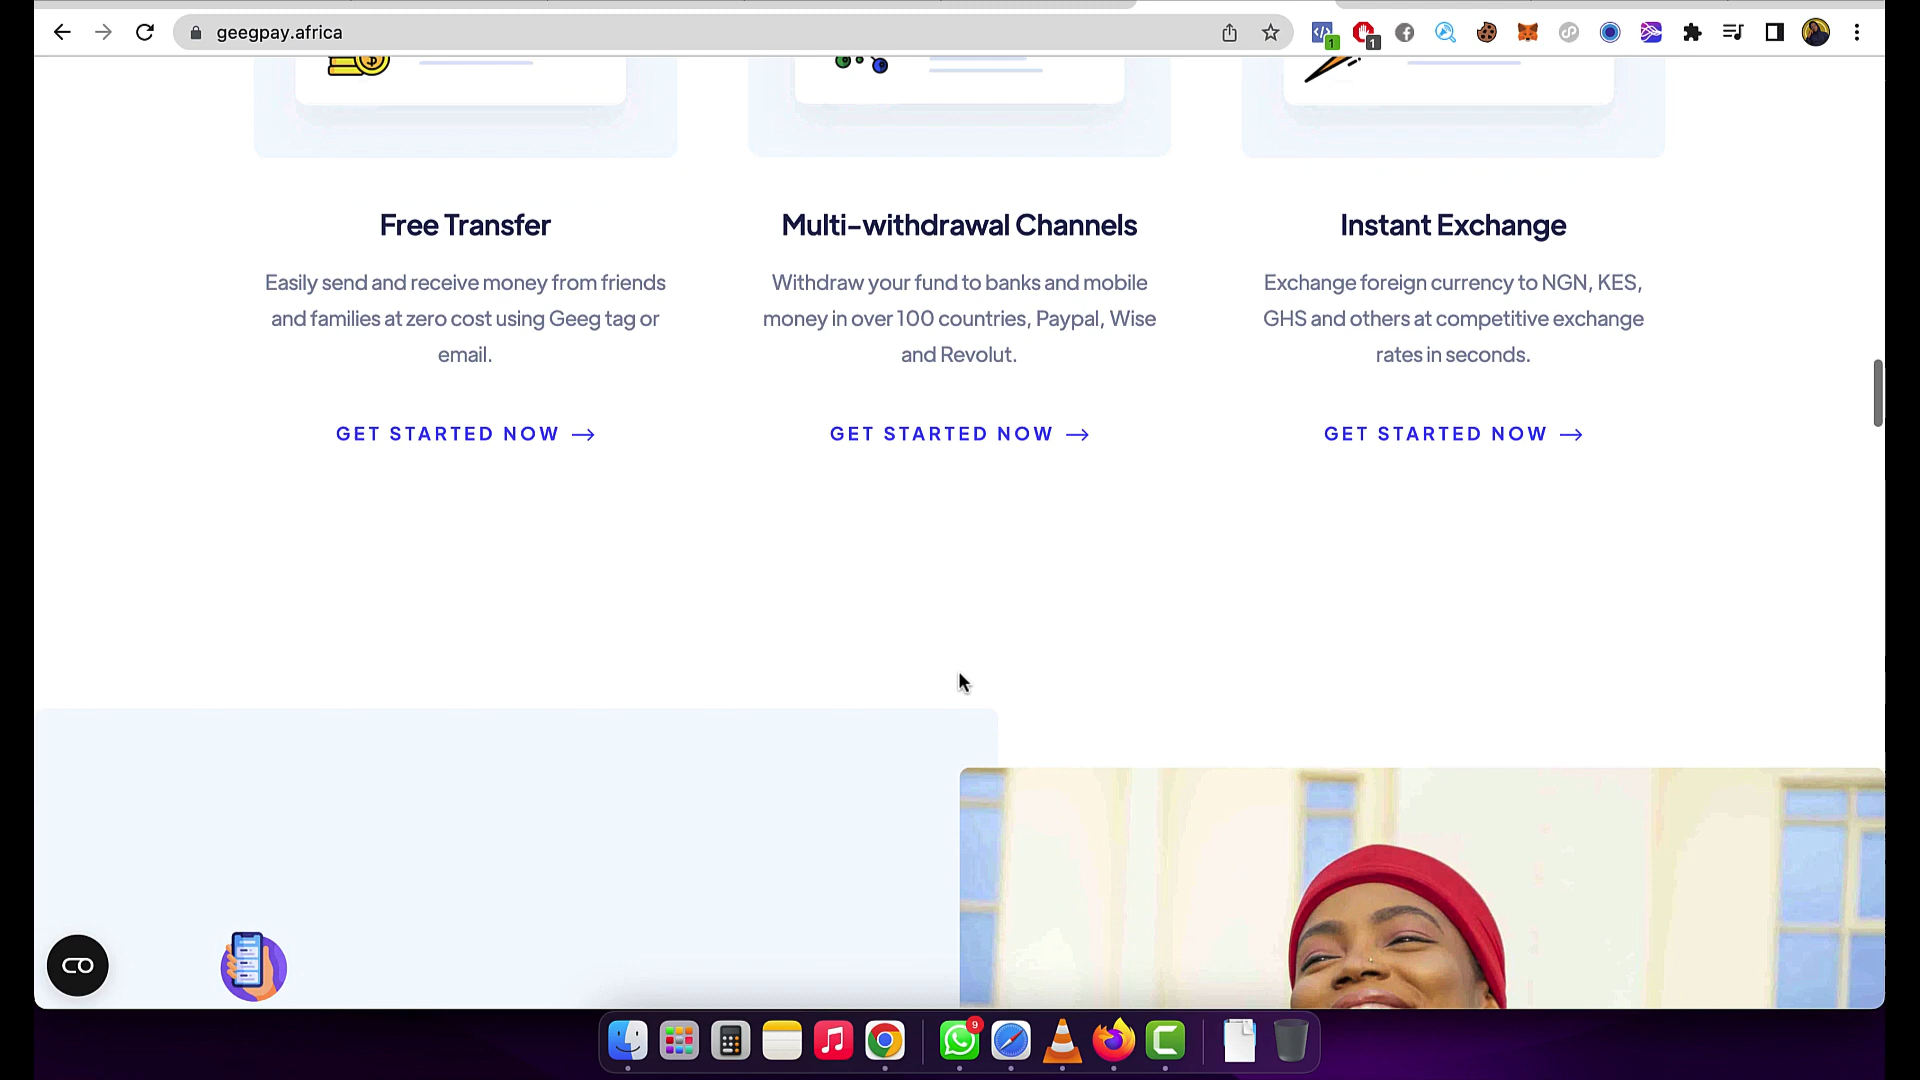 geegpay.africa
1
1
Free Transfer
Easily send and receive money from friends
and families at zero cost using Geeg tag or
email.
GET STARTED NOW →
Multi-withdrawal Channels
Withdraw your fund to banks and mobile
money in over 100 countries, Paypal, Wise
and Revolut.
GET STARTED NOW →
Instant Exchange
Exchange foreign currency to NGN, KES,
GHS and others at competitive exchange
rates in seconds.
GET STARTED NOW →
9